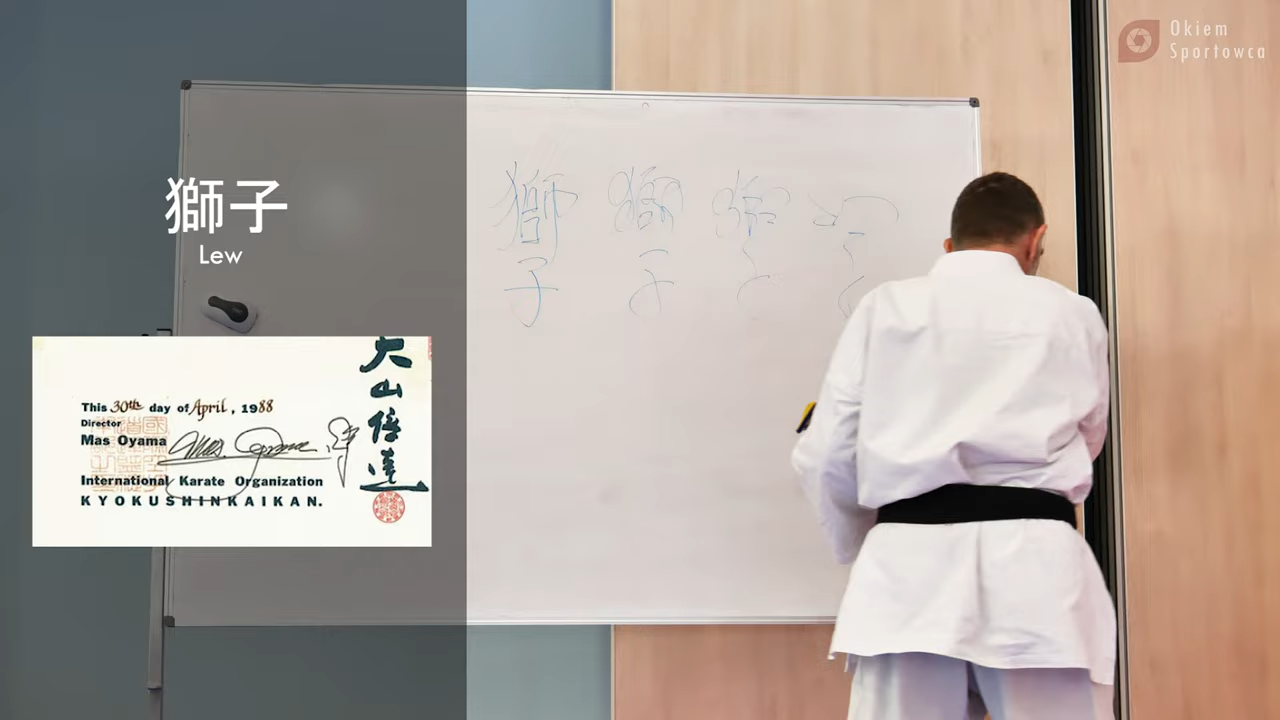 Okiem
Sportowca
獅子
Lew
獅子
大山倍達
This 30th day of April, 1988
Director
Mas Oyama
International Karate Organization
KYOKUSHINKAIKAN.